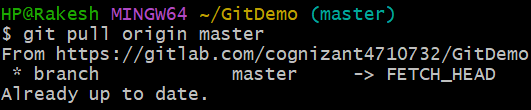 HP@Rakesh MINGW64 ~/GitDemo (master)
$ git pull origin master
From https://gitlab.com/cognizant4710732/GitDemo
 * branch            master     -> FETCH_HEAD
Already up to date.